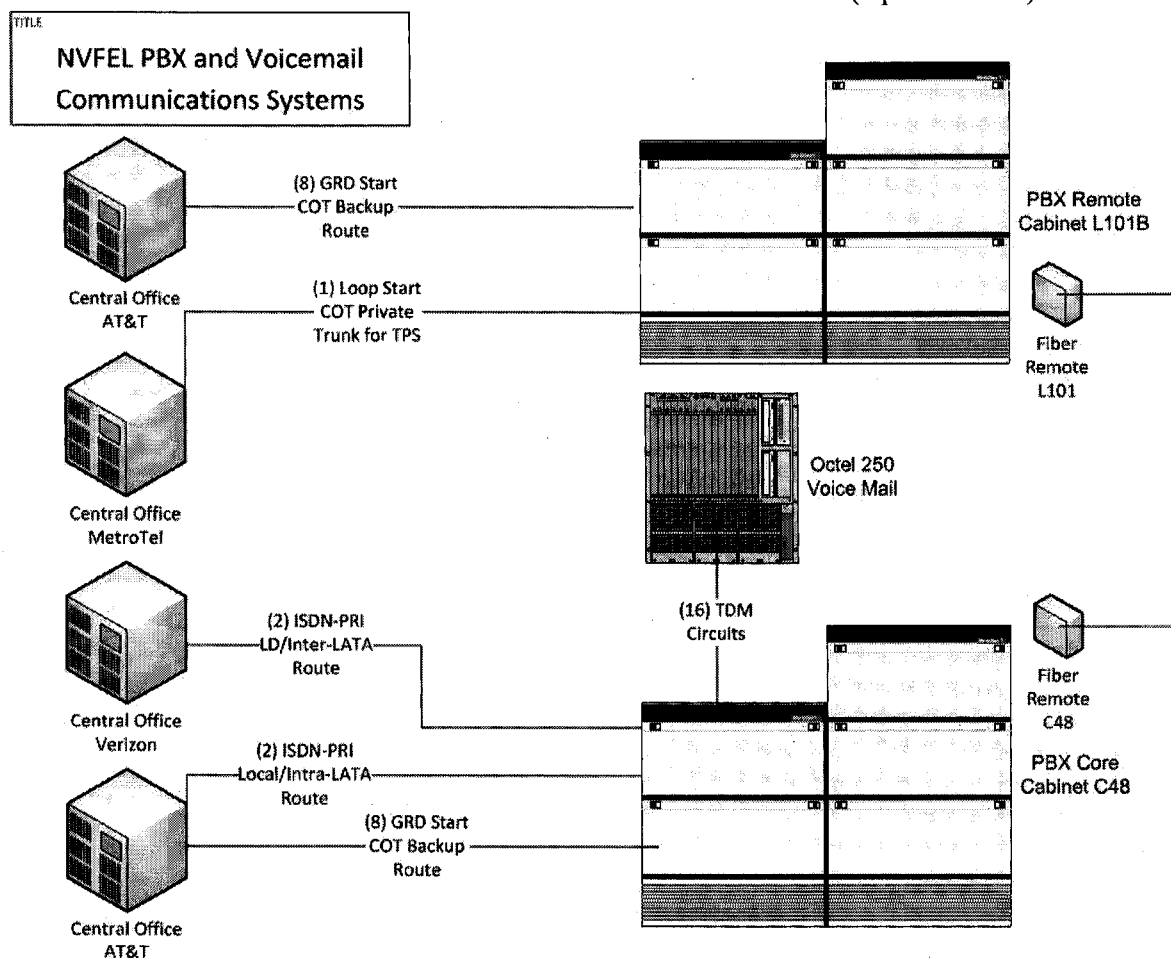 TITLE
NVFEL PBX and Voicemail
Communications Systems
(8) GRD Start
COT Backup
Route
Central Office
AT&T
(1) Loop Start
COT Private
Trunk for TPS
Central Office
MetroTel
PBX Remote
Cabinet L101B
Fiber
Remote
L101
Octel 250
Voice Mail
(16) TDM
Circuits
(2) ISDN-PRI
LD/Inter-LATA
Route
Central Office
Verizon
(2) ISDN-PRI
Local/Intra-LATA
Route
(8) GRD Start
COT Backup
Route
Central Office
AT&T
Fiber
Remote
C48
PBX Core
Cabinet C48